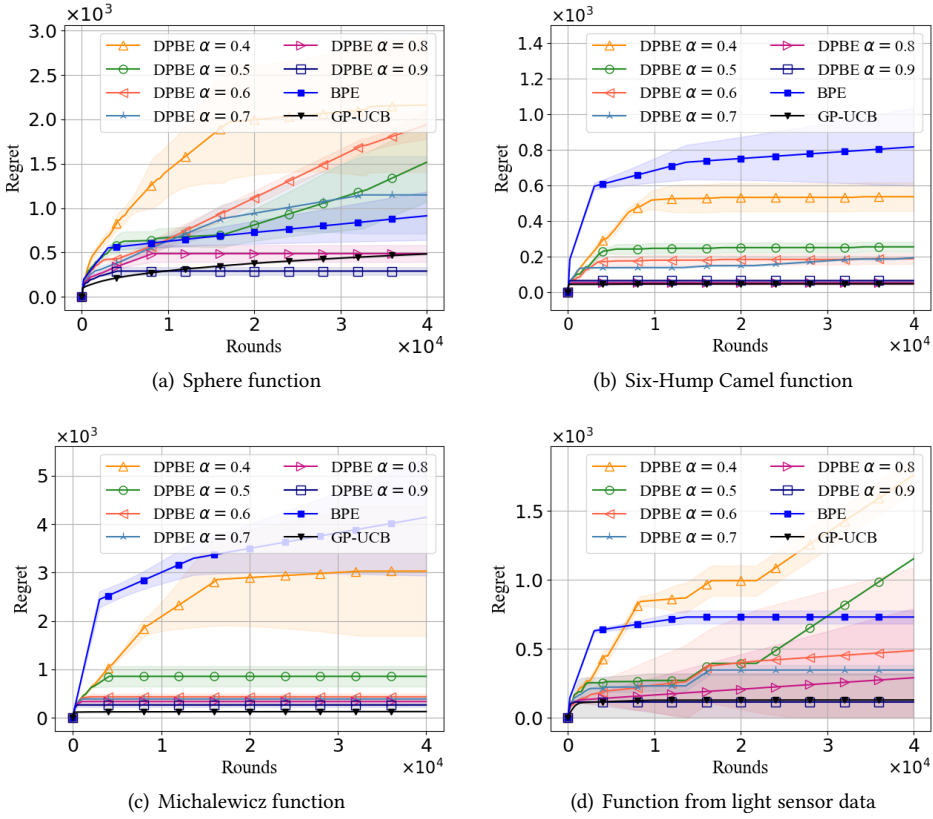 ×10³
3.0
2.5
2.0
1.5
1.0
0.5
0.0
Regret
DPBE α = 0.4
DPBE α = 0.5
DPBE α = 0.6
DPBE α = 0.7
DPBE α = 0.8
DPBE α = 0.9
BPE
GP-UCB
0 1 2 3 4
Rounds
×10⁴
(a) Sphere function
×10³
1.4
1.2
1.0
0.8
0.6
0.4
0.2
0.0
Regret
DPBE α = 0.4
DPBE α = 0.5
DPBE α = 0.6
DPBE α = 0.7
DPBE α = 0.8
DPBE α = 0.9
BPE
GP-UCB
0 1 2 3 4
Rounds
×10⁴
(b) Six-Hump Camel function
×10³
5
4
3
2
1
0
Regret
DPBE α = 0.4
DPBE α = 0.5
DPBE α = 0.6
DPBE α = 0.7
DPBE α = 0.8
DPBE α = 0.9
BPE
GP-UCB
0 1 2 3 4
Rounds
×10⁴
(c) Michalewicz function
×10³
1.5
1.0
0.5
0.0
Regret
DPBE α = 0.4
DPBE α = 0.5
DPBE α = 0.6
DPBE α = 0.7
DPBE α = 0.8
DPBE α = 0.9
BPE
GP-UCB
0 1 2 3 4
Rounds
×10⁴
(d) Function from light sensor data